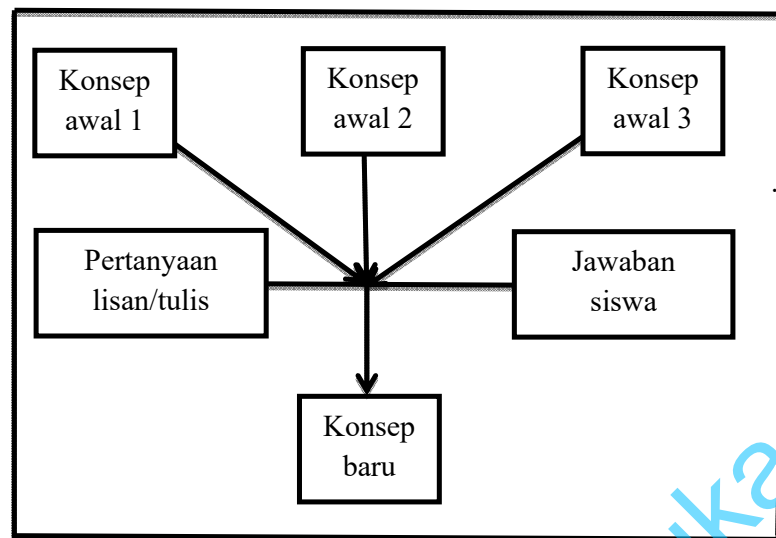 Konsep
awal 1
Konsep
awal 2
Konsep
awal 3
Pertanyaan
lisan/tulis
Jawaban
siswa
Konsep
baru